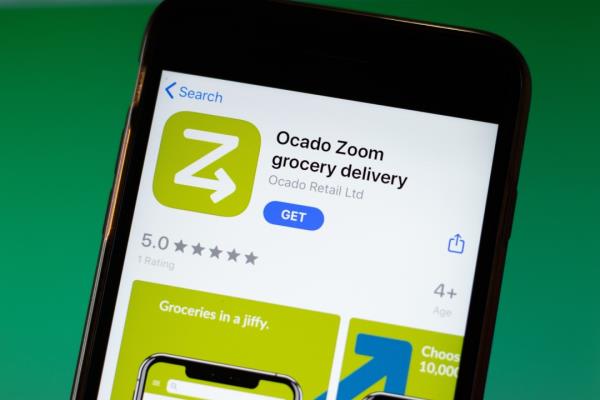 Search
Ocado Zoom
grocery delivery
Ocado Retail Ltd
GET
5.0
1 Rating
4+
Age
Groceries in a jiffy.
Choos
10,000